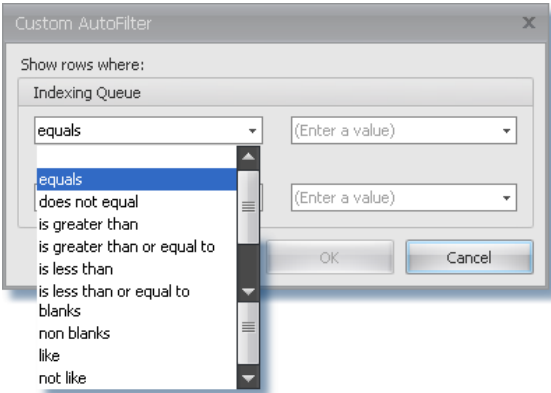 Custom AutoFilter
Show rows where:
Indexing Queue
equals (Enter a value)
equals
does not equal
(Enter a value)
is greater than
is greater than or equal to
is less than
OK Cancel
is less than or equal to
blanks
non blanks
like
not like